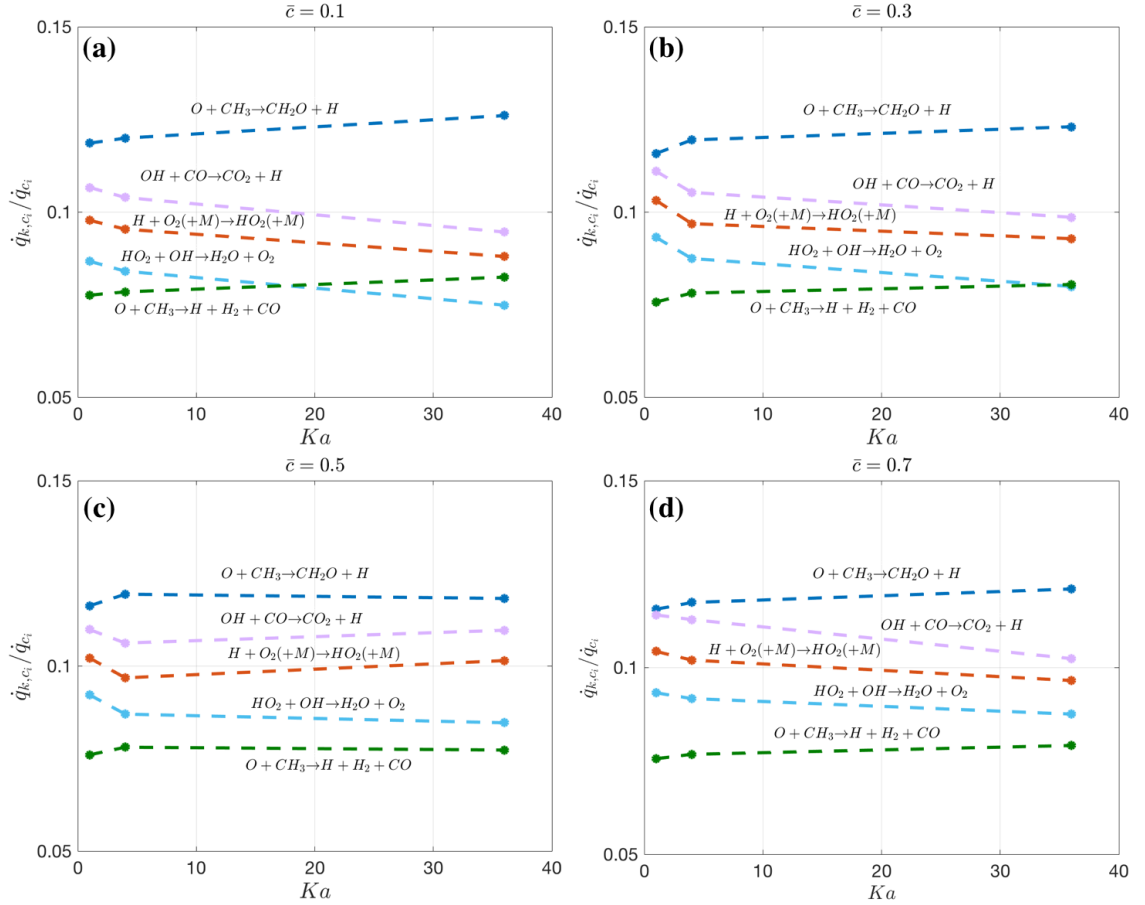 c̄ = 0.1
(a)
0.15
O + CH₃→CH₂O + H
OH + CO→CO₂ + H
0.1
H + O₂(+M)→HO₂(+M)
HO₂ + OH→H₂O + O₂
O + CH₃→H + H₂ + CO
0.05
q̇ₖ,cᵢ/q̇cᵢ
0 10 20 30 40
Ka
c̄ = 0.3
(b)
0.15
O + CH₃→CH₂O + H
OH + CO→CO₂ + H
0.1
H + O₂(+M)→HO₂(+M)
HO₂ + OH→H₂O + O₂
O + CH₃→H + H₂ + CO
0.05
q̇ₖ,cᵢ/q̇cᵢ
0 10 20 30 40
Ka
c̄ = 0.5
(c)
0.15
O + CH₃→CH₂O + H
OH + CO→CO₂ + H
H + O₂(+M)→HO₂(+M)
0.1
HO₂ + OH→H₂O + O₂
O + CH₃→H + H₂ + CO
0.05
q̇ₖ,cᵢ/q̇cᵢ
0 10 20 30 40
Ka
c̄ = 0.7
(d)
0.15
O + CH₃→CH₂O + H
OH + CO→CO₂ + H
H + O₂(+M)→HO₂(+M)
0.1
HO₂ + OH→H₂O + O₂
O + CH₃→H + H₂ + CO
0.05
q̇ₖ,cᵢ/q̇cᵢ
0 10 20 30 40
Ka